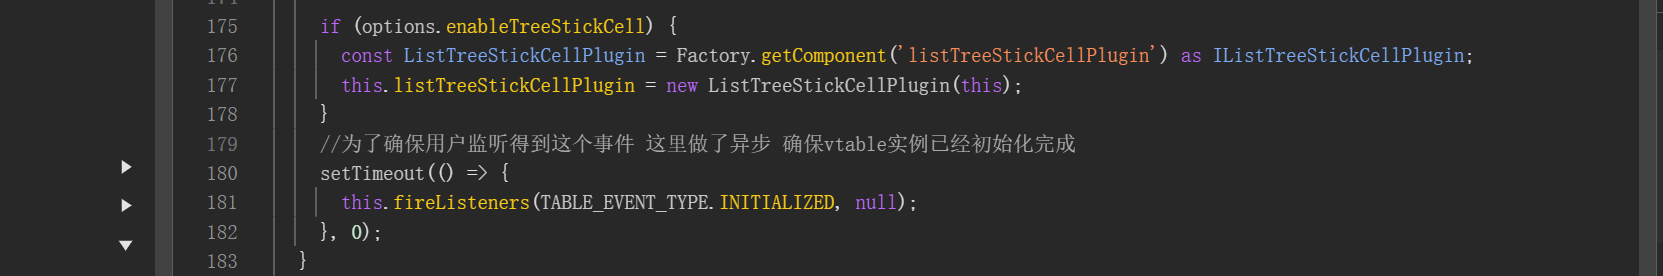 175 if (options.enableTreeStickCell) {
176 const ListTreeStickCellPlugin = Factory.getComponent('listTreeStickCellPlugin') as IListTreeStickCellPlugin;
177 this.listTreeStickCellPlugin = new ListTreeStickCellPlugin(this);
178 }
179 //为了确保用户监听得到这个事件 这里做了异步 确保vtable实例已经初始化完成
180 setTimeout(() => {
181 this.fireListeners(TABLE_EVENT_TYPE.INITIALIZED, null);
182 }, 0);
183 }